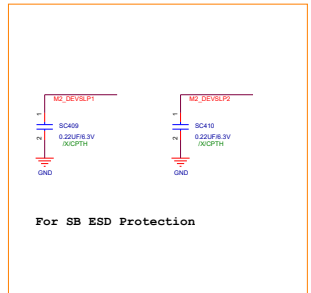 M2_DEVSLP1
M2_DEVSLP2
1
SC409
0.22UF/6.3V
/X/CPTH
2
GND
1
SC410
0.22UF/6.3V
/X/CPTH
2
GND
For SB ESD Protection